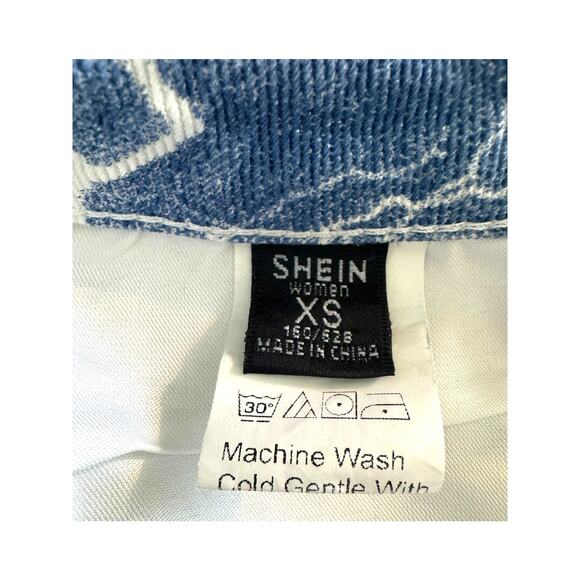 SHEIN
women
XS
160/62B
MADE IN CHINA
30°
Machine Wash
Cold Gentle With